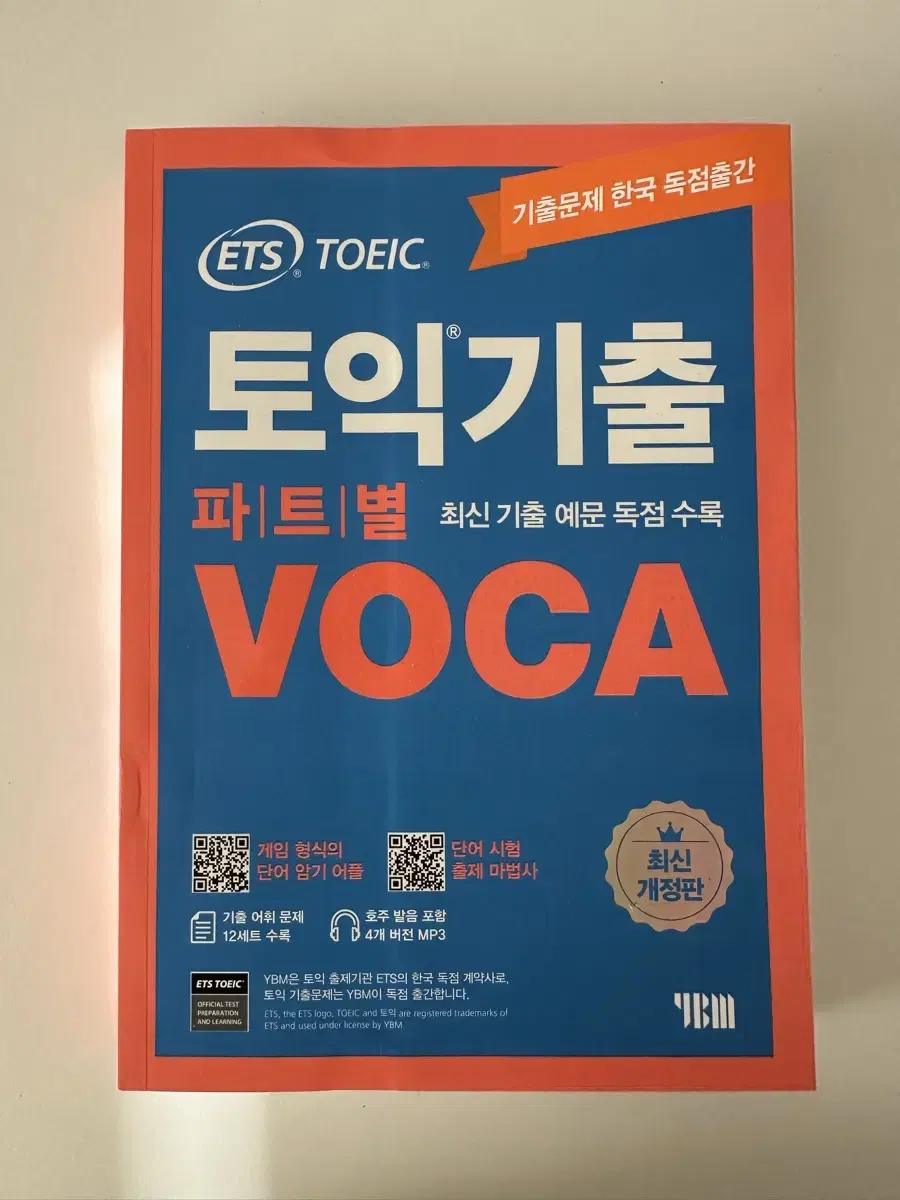 기출문제 한국 독점출간
ETS® TOEIC®
토익®기출
파|트|별 최신 기출 예문 독점 수록
VOCA
게임 형식의
단어 암기 어플
단어 시험
출제 마법사
최신
개정판
기출 어휘 문제
12세트 수록
호주 발음 포함
4개 버전 MP3
ETS TOEIC®
OFFICIAL TEST
PREPARATION
AND LEARNING
YBM은 토익 출제기관 ETS의 한국 독점 계약사로,
토익 기출문제는 YBM이 독점 출간합니다.
ETS, the ETS logo, TOEIC and 토익 are registered trademarks of
ETS and used under license by YBM.
YBM